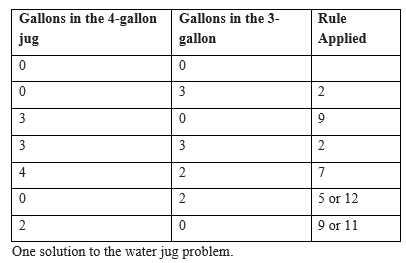 Gallons in the 4-gallon jug Gallons in the 3-gallon Rule Applied
0 0
0 3 2
3 0 9
3 3 2
4 2 7
0 2 5 or 12
2 0 9 or 11
One solution to the water jug problem.